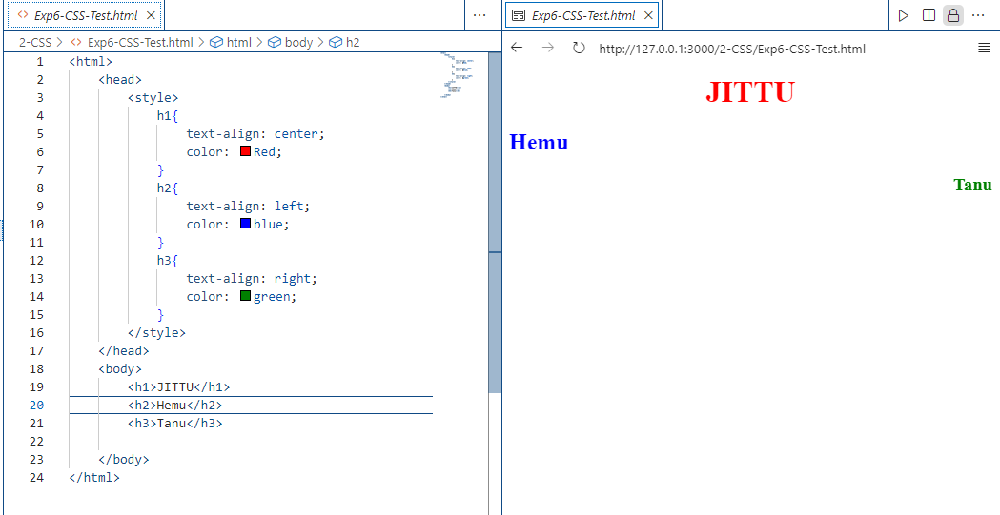 Exp6-CSS-Test.html
2-CSS > Exp6-CSS-Test.html > html > body > h2
1 <html>
2 <head>
3 <style>
4 h1{
5 text-align: center;
6 color: Red;
7 }
8 h2{
9 text-align: left;
10 color: blue;
11 }
12 h3{
13 text-align: right;
14 color: green;
15 }
16 </style>
17 </head>
18 <body>
19 <h1>JITTU</h1>
20 <h2>Hemu</h2>
21 <h3>Tanu</h3>
22
23 </body>
24 </html>
Exp6-CSS-Test.html
http://127.0.0.1:3000/2-CSS/Exp6-CSS-Test.html
JITTU
Hemu
Tanu